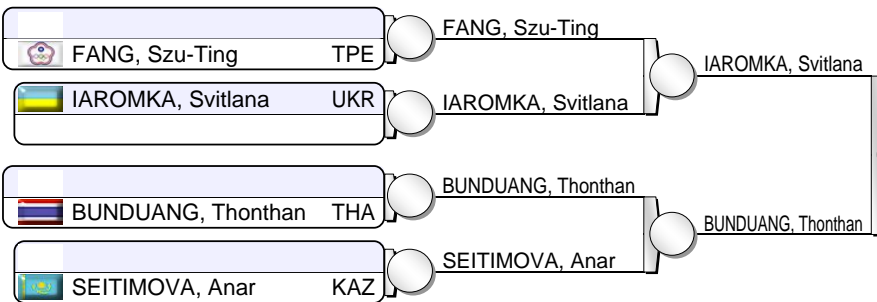 FANG, Szu-Ting TPE
IAROMKA, Svitlana UKR
BUNDUANG, Thonthan THA
SEITIMOVA, Anar KAZ
FANG, Szu-Ting
IAROMKA, Svitlana
BUNDUANG, Thonthan
SEITIMOVA, Anar
IAROMKA, Svitlana
BUNDUANG, Thonthan